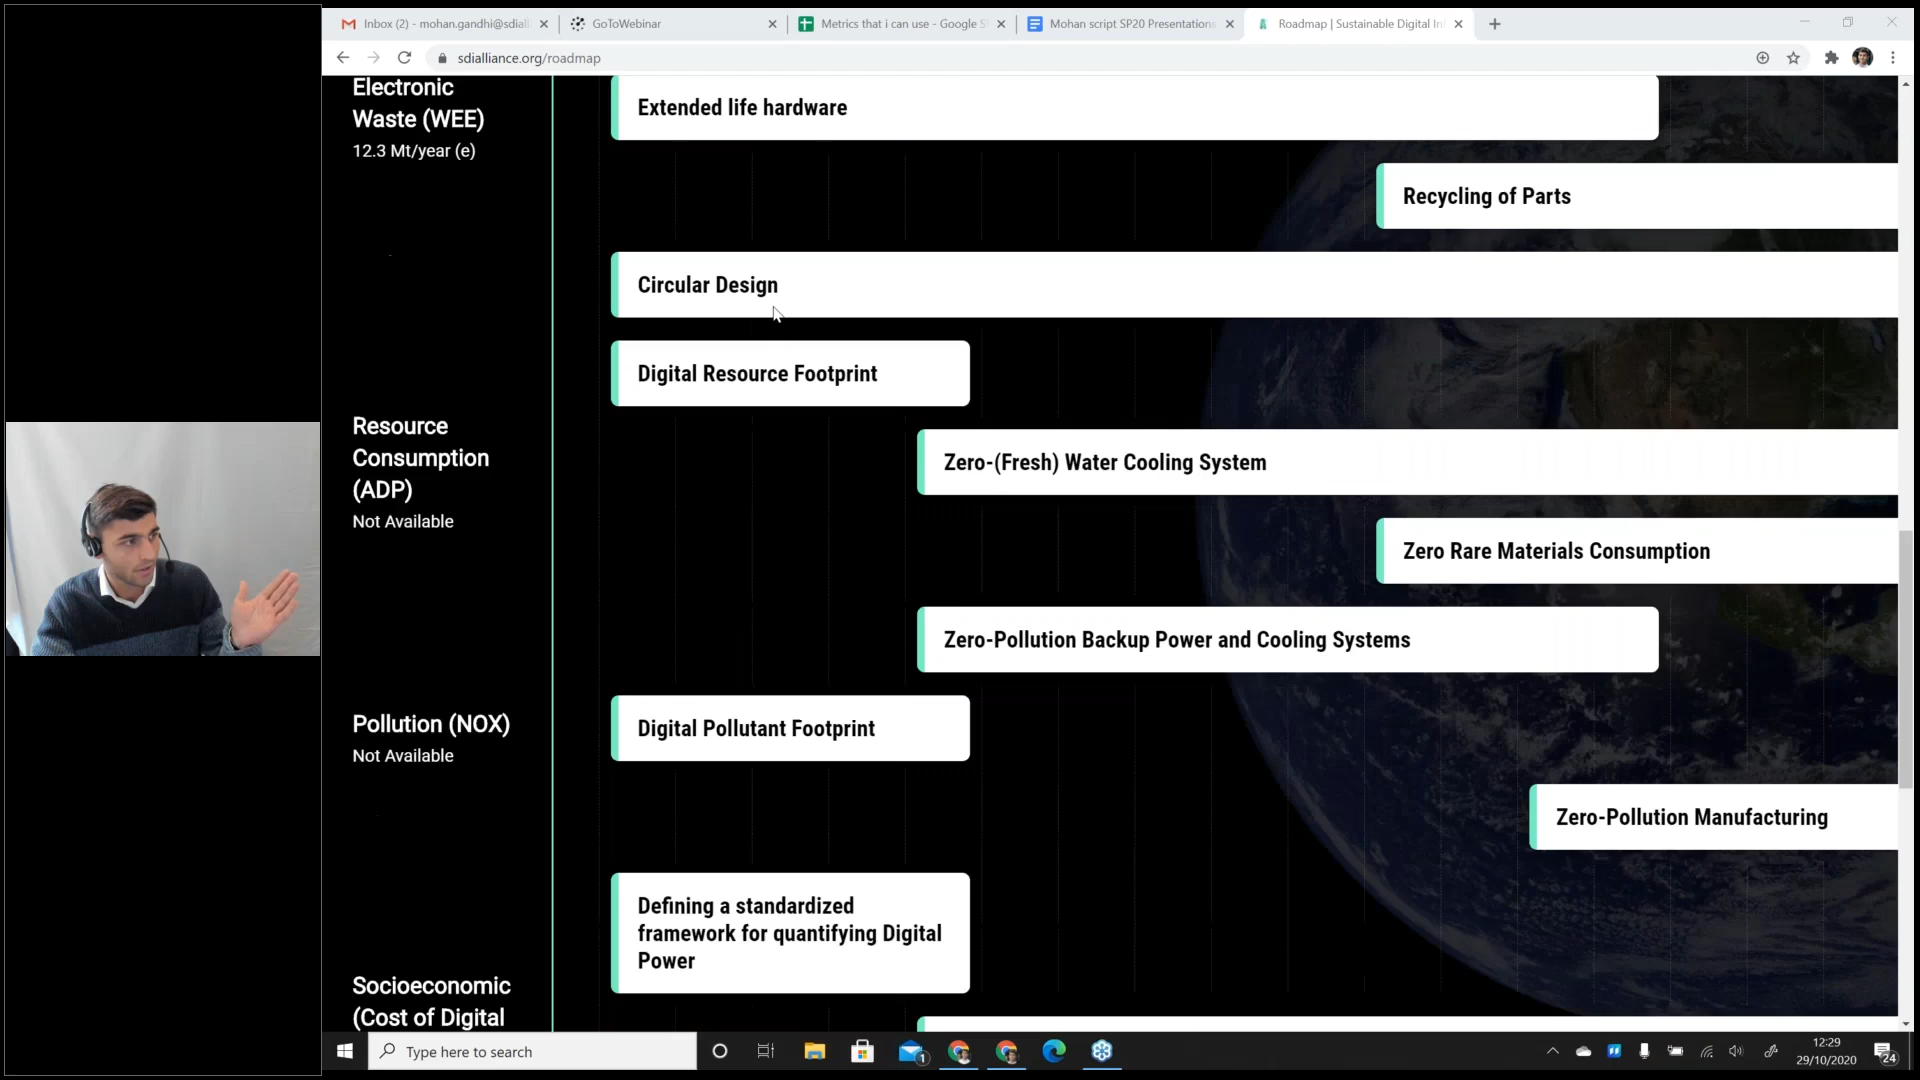 Inbox (2) - mohan.gandhi@sdial
GoToWebinar
Metrics that i can use - Google S
Mohan script SP20 Presentations
Roadmap | Sustainable Digital In
sdialliance.org/roadmap
Electronic
Waste (WEE)
12.3 Mt/year (e)
Extended life hardware
Recycling of Parts
Circular Design
Digital Resource Footprint
Resource
Consumption
(ADP)
Not Available
Zero-(Fresh) Water Cooling System
Zero Rare Materials Consumption
Zero-Pollution Backup Power and Cooling Systems
Pollution (NOX)
Not Available
Digital Pollutant Footprint
Zero-Pollution Manufacturing
Defining a standardized
framework for quantifying Digital
Power
Socioeconomic
(Cost of Digital
Type here to search
1
12:29
29/10/2020
24